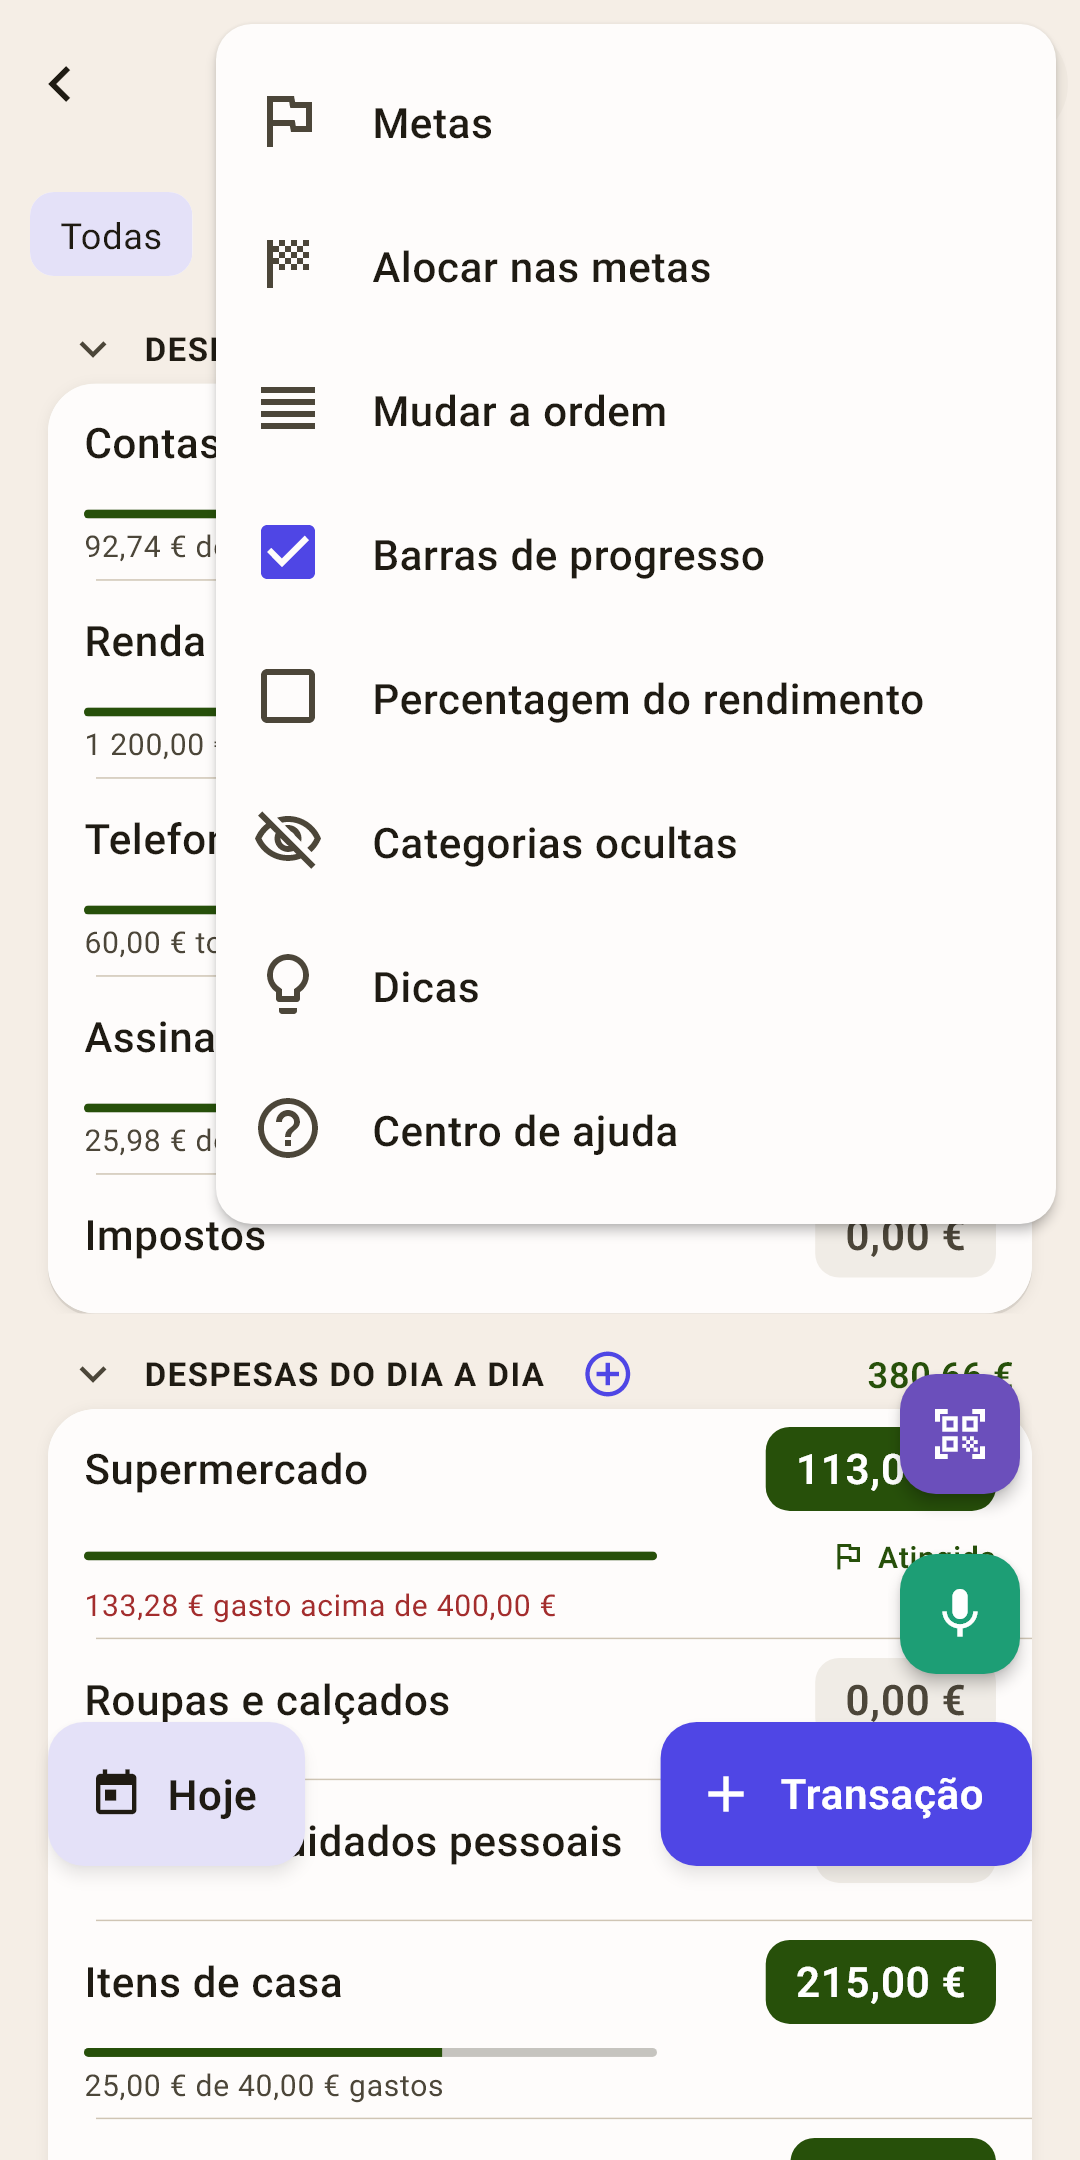 Metas
Todas
Alocar nas metas
Mudar a ordem
Contas
92,74 €
Barras de progresso
Renda
Percentagem do rendimento
1 200,00
Categorias ocultas
60,00 €
Dicas
25,98 €
Centro de ajuda
Impostos 0,00 €
DESPESAS DO DIA A DIA
Supermercado
133,28 € gasto acima de 400,00 €
Roupas e calçados 0,00 €
Hoje
Transação
pessoais
Itens de casa 215,00 €
25,00 € de 40,00 € gastos